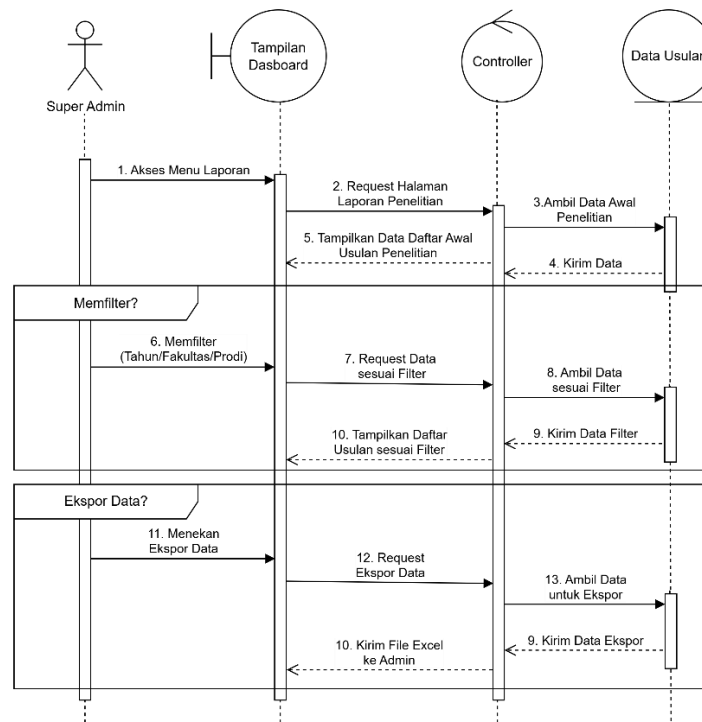 Tampilan
Dasboard
Controller
Data Usulan
Super Admin
1. Akses Menu Laporan
2. Request Halaman
Laporan Penelitian
3.Ambil Data Awal
Penelitian
5. Tampilkan Data Daftar Awal
Usulan Penelitian
4. Kirim Data
Memfilter?
6. Memfilter
(Tahun/Fakultas/Prodi)
7. Request Data
sesuai Filter
8. Ambil Data
sesuai Filter
10. Tampilkan Daftar
Usulan sesuai Filter
9. Kirim Data Filter
Ekspor Data?
11. Menekan
Ekspor Data
12. Request
Ekspor Data
13. Ambil Data
untuk Ekspor
10. Kirim File Excel
ke Admin
9. Kirim Data Ekspor